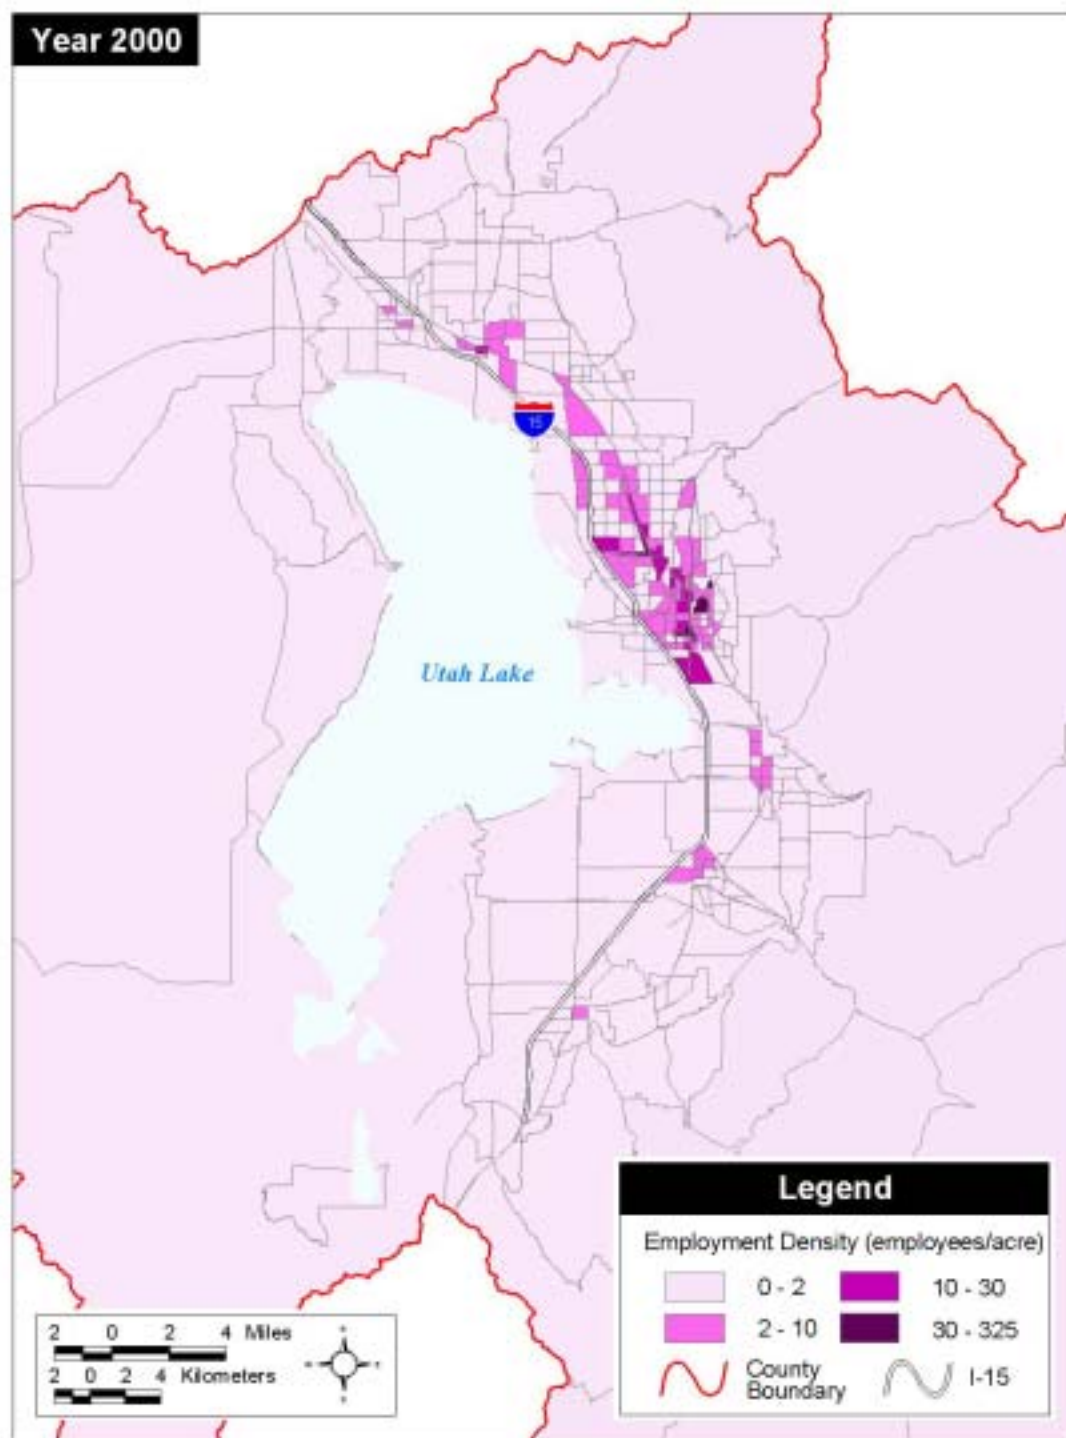 Year 2000
15
Utah Lake
Legend
Employment Density (employees/acre)
0 - 2
10 - 30
2 - 10
30 - 325
County
Boundary
I-15
2 0 2 4 Miles
2 0 2 4 Kilometers